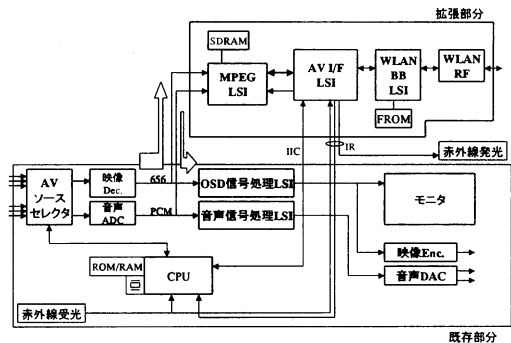 拡張部分
SDRAM
MPEG
LSI
AV I/F
LSI
WLAN
BB
LSI
WLAN
RF
FROM
IIC
IR
赤外線発光
AV
ソース
セレクタ
映像
Dec.
656
OSD信号処理LSI
モニタ
音声
ADC
PCM
音声信号処理LSI
映像Enc.
ROM/RAM
CPU
音声DAC
赤外線受光
既存部分